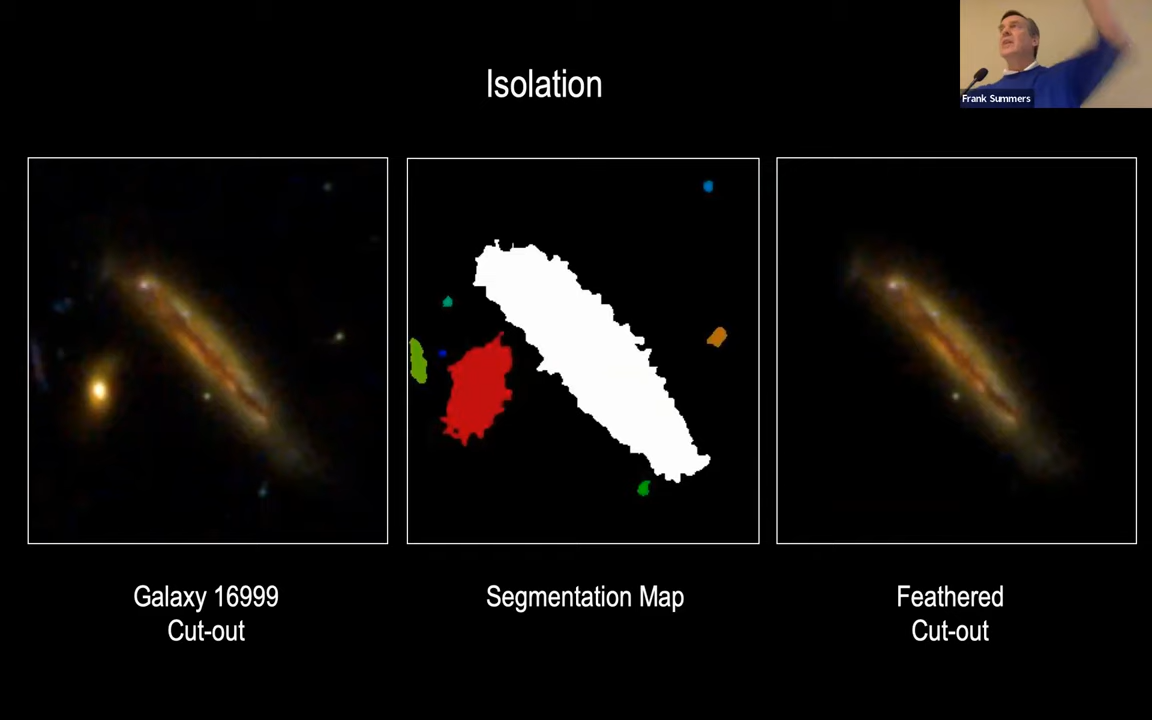 Isolation
Frank Summers
Galaxy 16999
Cut-out
Segmentation Map
Feathered
Cut-out